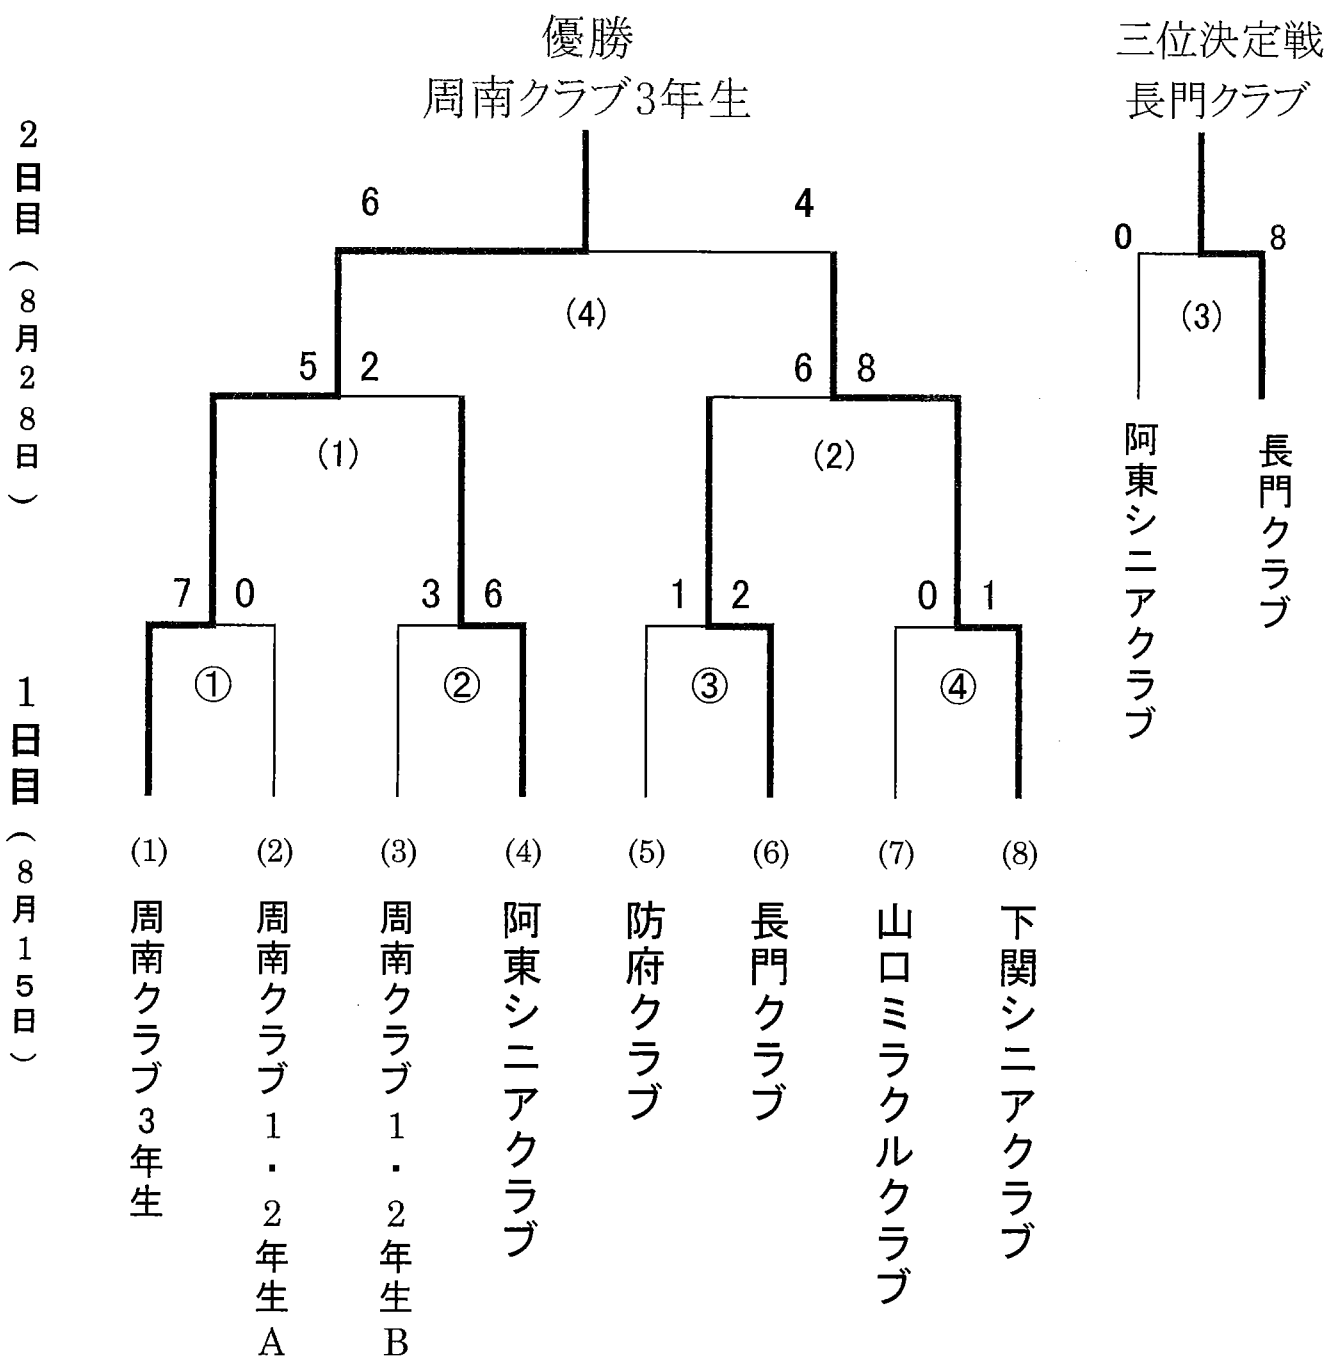 優勝
周南クラブ3年生
三位決定戦
長門クラブ
2日目(8月28日)
6
4
0
8
(4)
(3)
5
2
6
8
(1)
(2)
阿東シニアクラブ
長門クラブ
7
0
3
6
1
2
0
1
①
②
③
④
1日目(8月15日)
(1)
(2)
(3)
(4)
(5)
(6)
(7)
(8)
周南クラブ3年生
周南クラブ1・2年生A
周南クラブ1・2年生B
阿東シニアクラブ
防府クラブ
長門クラブ
山口ミラクルクラブ
下関シニアクラブ